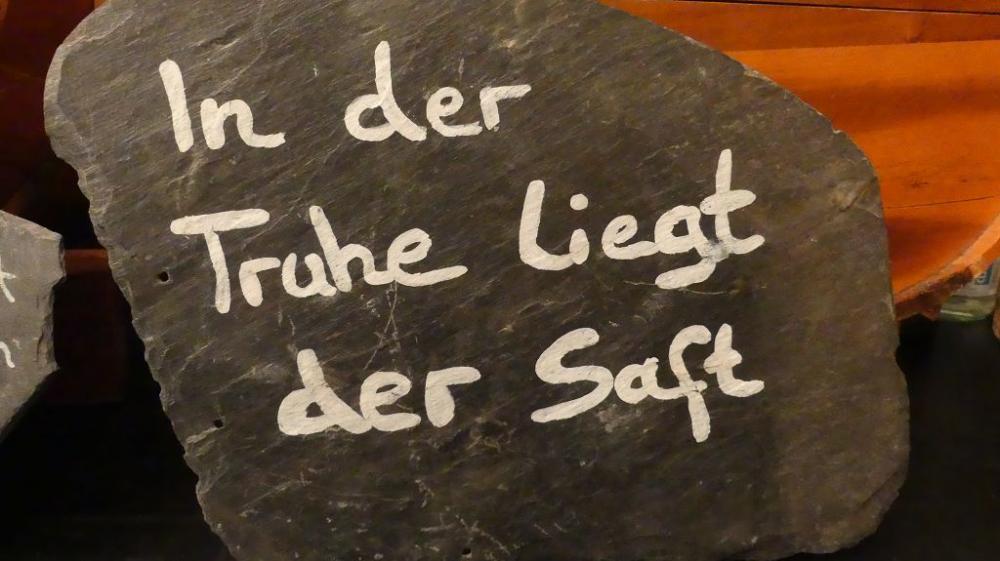 In der
Truhe liegt
der Saft